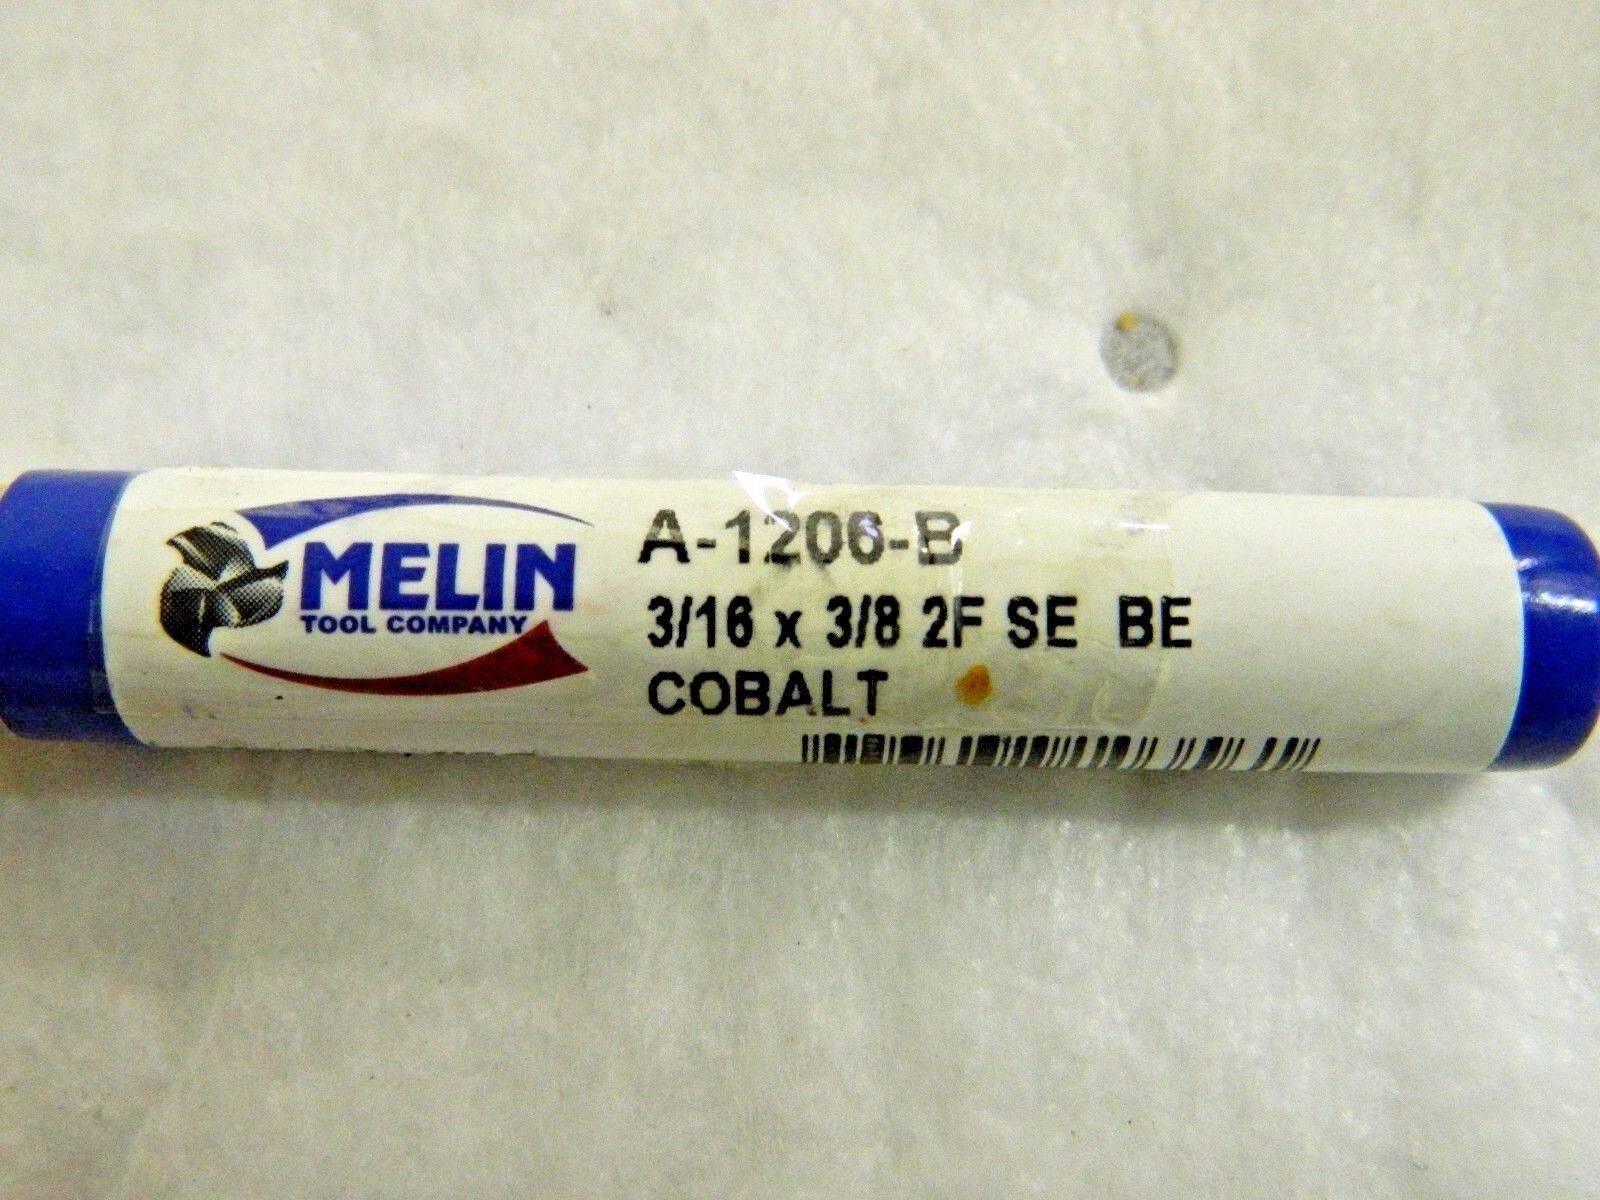 MELIN
TOOL COMPANY
A-1206-B
3/16 x 3/8 2F SE BE
COBALT